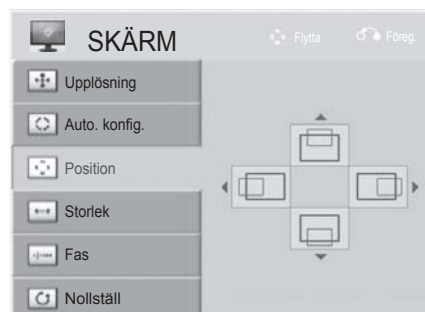 SKÄRM
Flytta
Föreg.
Upplösning
Auto. konfig.
Position
Storlek
Fas
Nollställ